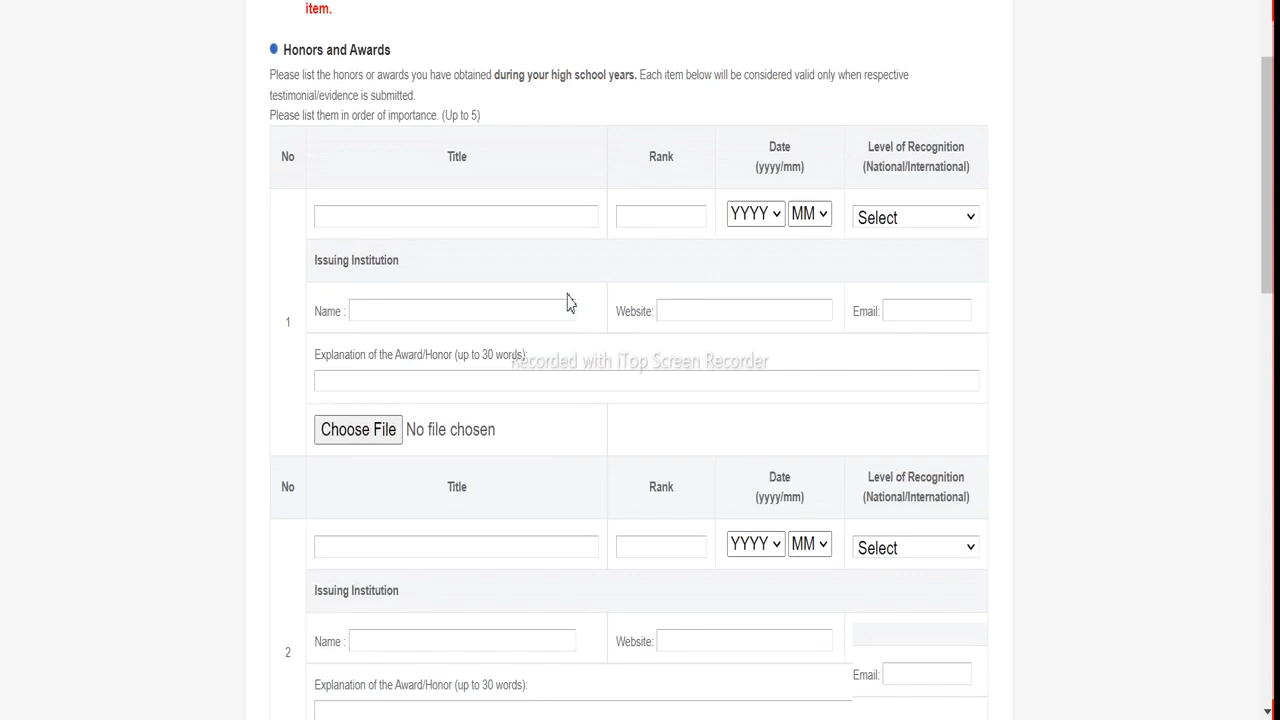 item.
Honors and Awards
Please list the honors or awards you have obtained during your high school years. Each item below will be considered valid only when respective
testimonial/evidence is submitted.
Please list them in order of importance. (Up to 5)
No Title Rank Date (yyyy/mm) Level of Recognition (National/International)
YYYY MM Select
Issuing Institution
1
Name : Website: Email:
Explanation of the Award/Honor (up to 30 words):
Recorded with iTop Screen Recorder
Choose File No file chosen
No Title Rank Date (yyyy/mm) Level of Recognition (National/International)
YYYY MM Select
Issuing Institution
2
Name : Website:
Email:
Explanation of the Award/Honor (up to 30 words):